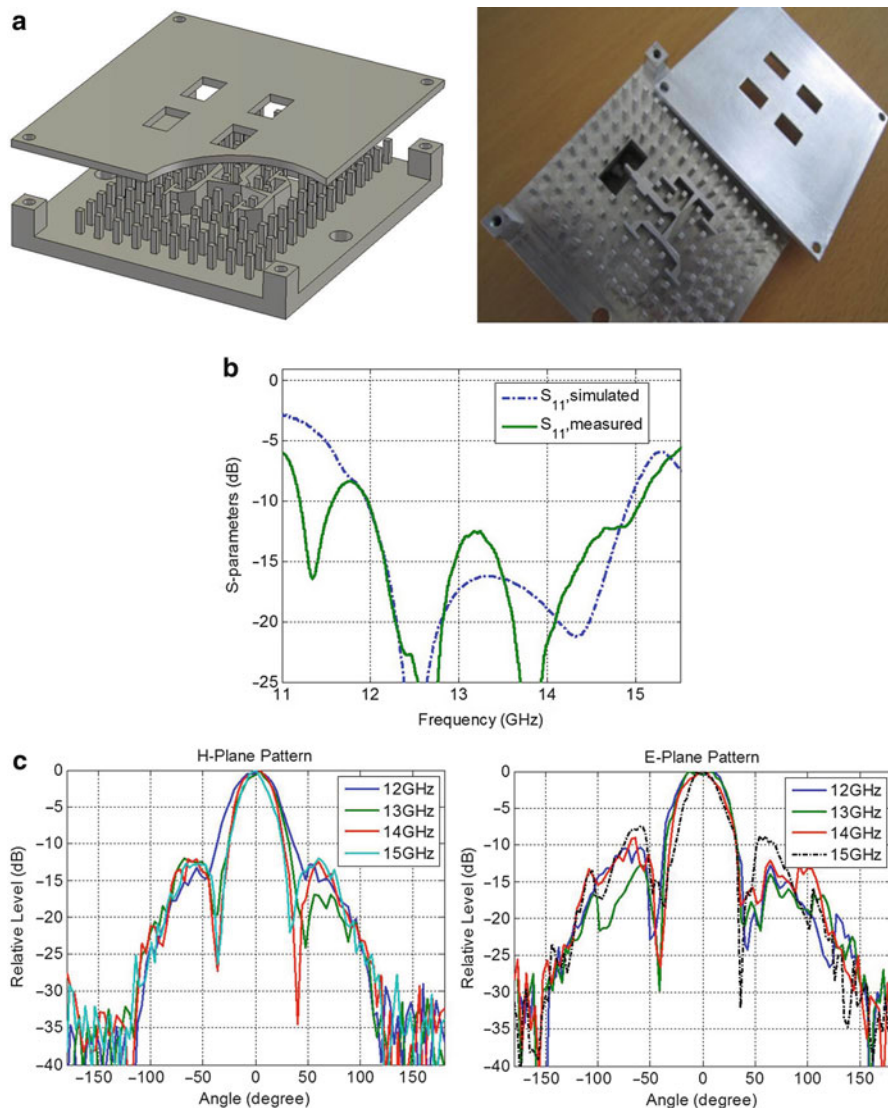 a
b
0
−5
−10
−15
−20
−25
S-parameters (dB)
S11,simulated
S11,measured
11
12
13
14
15
Frequency (GHz)
c
H-Plane Pattern
0
−5
−10
−15
−20
−25
−30
−35
−40
Relative Level (dB)
12GHz
13GHz
14GHz
15GHz
−150
−100
−50
0
50
100
150
Angle (degree)
E-Plane Pattern
0
−5
−10
−15
−20
−25
−30
−35
−40
Relative Level (dB)
12GHz
13GHz
14GHz
15GHz
−150
−100
−50
0
50
100
150
Angle (degree)